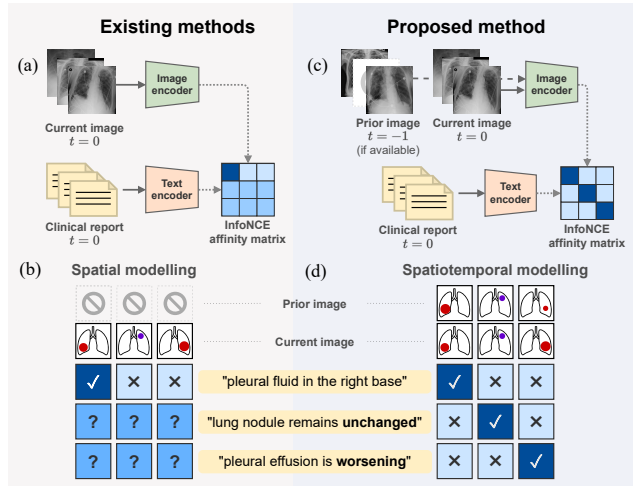 Existing methods
Proposed method
(a)
Image
encoder
Current image
t = 0
Text
encoder
Clinical report
t = 0
InfoNCE
affinity matrix
(c)
Image
encoder
Prior image
t = −1
(if available)
Current image
t = 0
Text
encoder
Clinical report
t = 0
InfoNCE
affinity matrix
(b)
Spatial modelling
(d)
Spatiotemporal modelling
Prior image
Current image
✓ × × "pleural fluid in the right base" ✓ × ×
? ? ? "lung nodule remains unchanged" × ✓ ×
? ? ? "pleural effusion is worsening" × × ✓